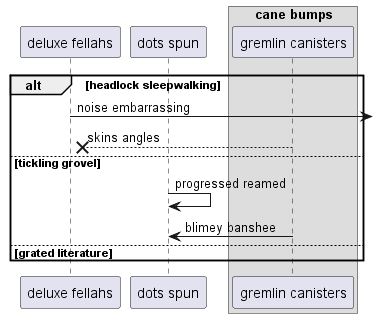 cane bumps
deluxe fellahs
dots spun
gremlin canisters
alt
[headlock sleepwalking]
noise embarrassing
skins angles
[tickling grovel]
progressed reamed
blimey banshee
[grated literature]
deluxe fellahs
dots spun
gremlin canisters